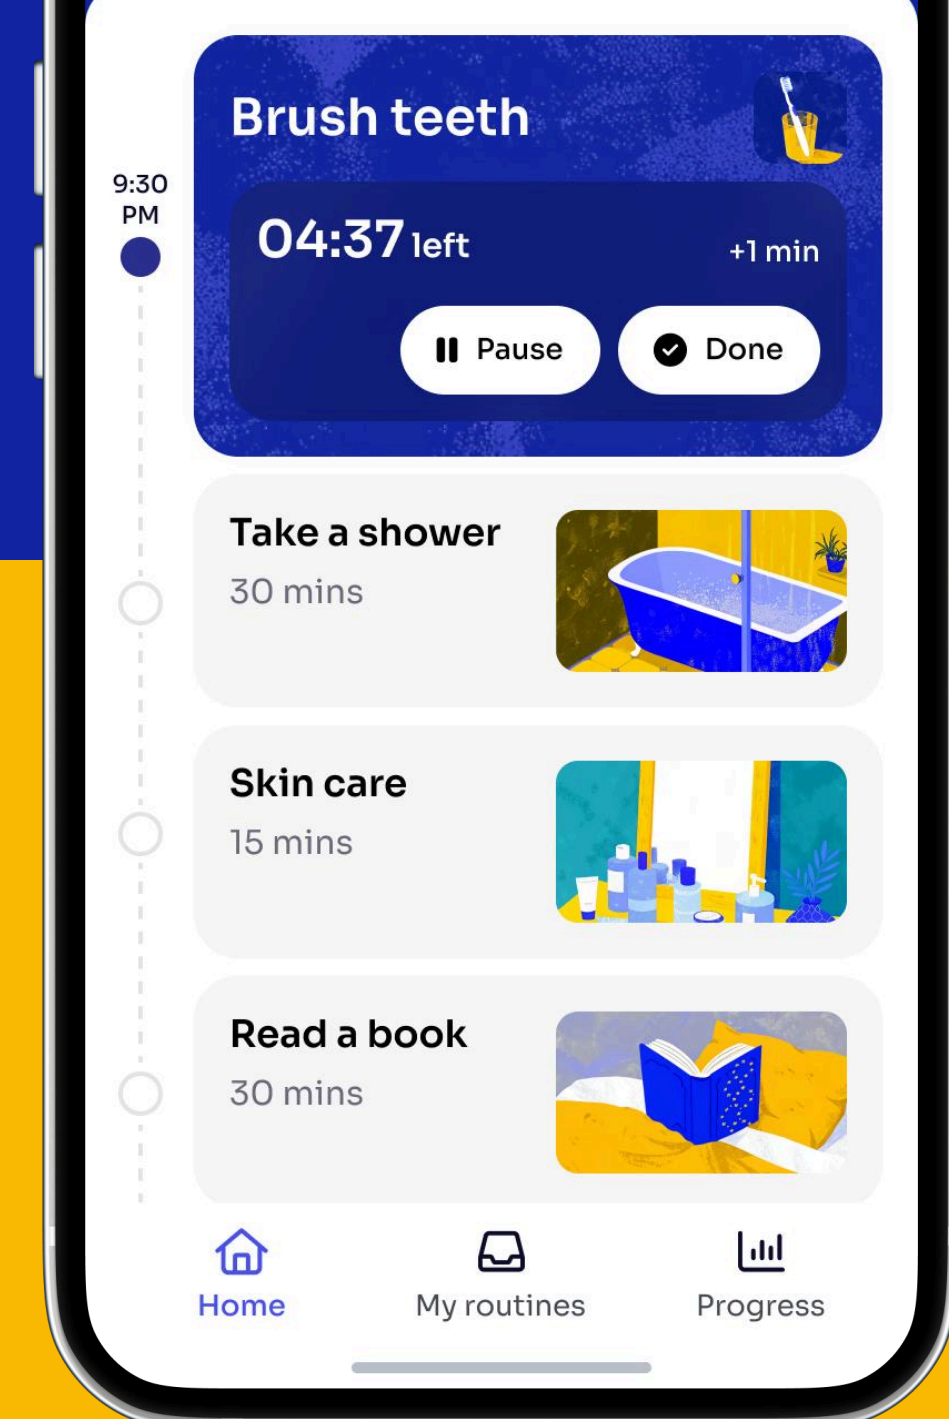 Brush teeth
9:30
PM
04:37 left
+1 min
Pause
Done
Take a shower
30 mins
Skin care
15 mins
Read a book
30 mins
Home
My routines
Progress